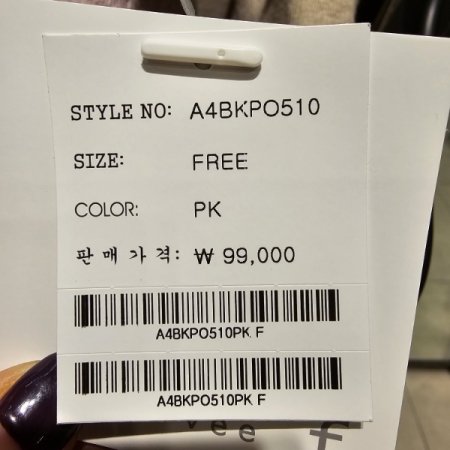 STYLE NO: A4BKPO510
SIZE: FREE
COLOR: PK
판매가격: ₩ 99,000
A4BKPO510PK F
A4BKPO510PK F